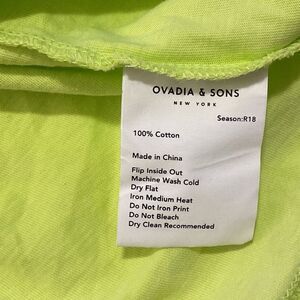 OVADIA & SONS
NEW YORK
Season:R18
100% Cotton
Made in China
Flip Inside Out
Machine Wash Cold
Dry Flat
Iron Medium Heat
Do Not Iron Print
Do Not Bleach
Dry Clean Recommended